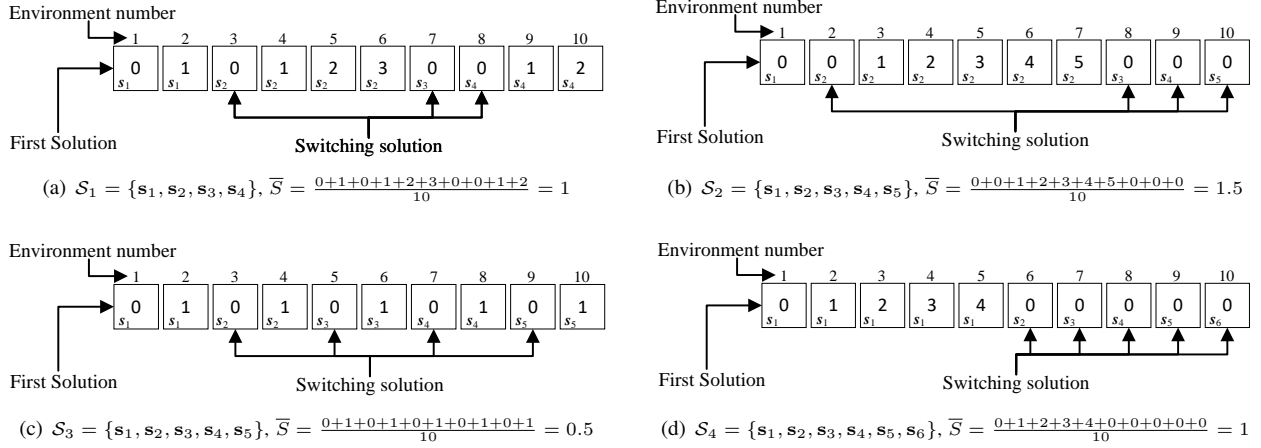 Environment number
1 2 3 4 5 6 7 8 9 10
0 1 0 1 2 3 0 0 1 2
s₁ s₁ s₂ s₂ s₂ s₂ s₃ s₄ s₄ s₄
First Solution
Switching solution
(a) 𝒮₁ = {s₁, s₂, s₃, s₄}, S̅ = (0+1+0+1+2+3+0+0+1+2)/10 = 1
Environment number
1 2 3 4 5 6 7 8 9 10
0 0 1 2 3 4 5 0 0 0
s₁ s₂ s₂ s₂ s₂ s₂ s₂ s₃ s₄ s₅
First Solution
Switching solution
(b) 𝒮₂ = {s₁, s₂, s₃, s₄, s₅}, S̅ = (0+0+1+2+3+4+5+0+0+0)/10 = 1.5
Environment number
1 2 3 4 5 6 7 8 9 10
0 1 0 1 0 1 0 1 0 1
s₁ s₁ s₂ s₂ s₃ s₃ s₄ s₄ s₅ s₅
First Solution
Switching solution
(c) 𝒮₃ = {s₁, s₂, s₃, s₄, s₅}, S̅ = (0+1+0+1+0+1+0+1+0+1)/10 = 0.5
Environment number
1 2 3 4 5 6 7 8 9 10
0 1 2 3 4 0 0 0 0 0
s₁ s₁ s₁ s₁ s₁ s₂ s₃ s₄ s₅ s₆
First Solution
Switching solution
(d) 𝒮₄ = {s₁, s₂, s₃, s₄, s₅, s₆}, S̅ = (0+1+2+3+4+0+0+0+0+0)/10 = 1